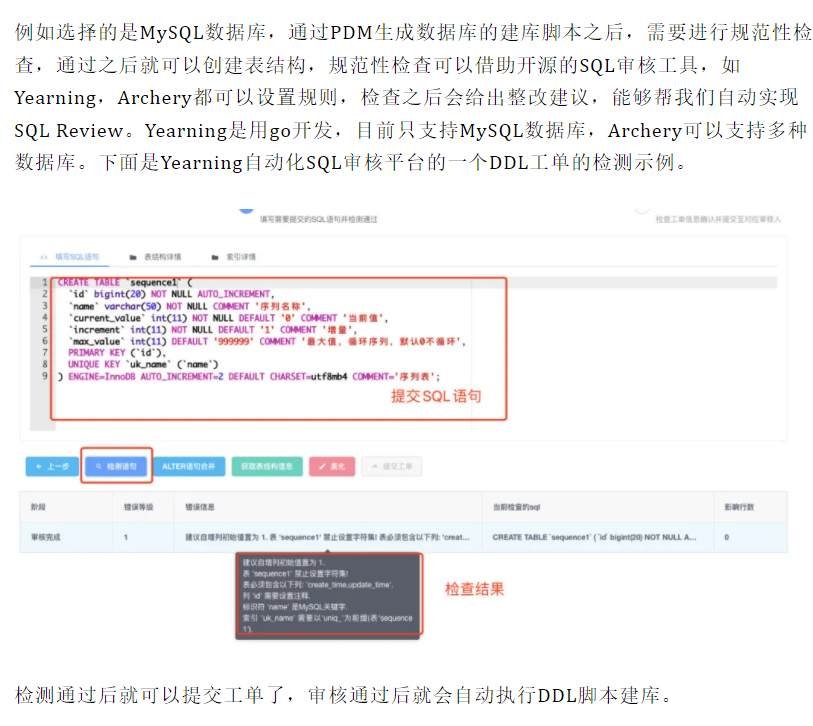 例如选择的是MySQL数据库，通过PDM生成数据库的建库脚本之后，需要进行规范性检
查，通过之后就可以创建表结构，规范性检查可以借助开源的SQL审核工具，如
Yearning，Archery都可以设置规则，检查之后会给出整改建议，能够帮我们自动实现
SQL Review。Yearning是用go开发，目前只支持MySQL数据库，Archery可以支持多种
数据库。下面是Yearning自动化SQL审核平台的一个DDL工单的检测示例。
填写需要提交的SQL语句并检测通过 检查工单信息确认并提交至对应审核人
填写SQL语句 表结构详情 索引详情
1 CREATE TABLE `sequence1` (
2 `id` bigint(20) NOT NULL AUTO_INCREMENT,
3 `name` varchar(50) NOT NULL COMMENT '序列名称',
4 `current_value` int(11) NOT NULL DEFAULT '0' COMMENT '当前值',
5 `increment` int(11) NOT NULL DEFAULT '1' COMMENT '增量',
6 `max_value` int(11) DEFAULT '999999' COMMENT '最大值, 循环序列, 默认0不循环',
7 PRIMARY KEY (`id`),
8 UNIQUE KEY `uk_name` (`name`)
9 ) ENGINE=InnoDB AUTO_INCREMENT=2 DEFAULT CHARSET=utf8mb4 COMMENT='序列表';
提交SQL语句
上一步 检测语句 ALTER语句合并 获取表结构信息 美化 提交工单
阶段 错误等级 错误信息 当前检查的sql 影响行数
审核完成 1 建议自增列初始值置为 1. 表 'sequence1' 禁止设置字符集! 表必须包含以下列: 'creat... CREATE TABLE `sequence1` ( `id` bigint(20) NOT NULL A... 0
建议自增列初始值置为 1.
表 'sequence1' 禁止设置字符集!
表必须包含以下列: 'create_time,update_time'.
列 'id' 需要设置注释.
标识符 'name' 是MySQL关键字.
索引 'uk_name' 需要以'uniq_'为前缀(表'sequence
1').
检查结果
检测通过后就可以提交工单了，审核通过后就会自动执行DDL脚本建库。